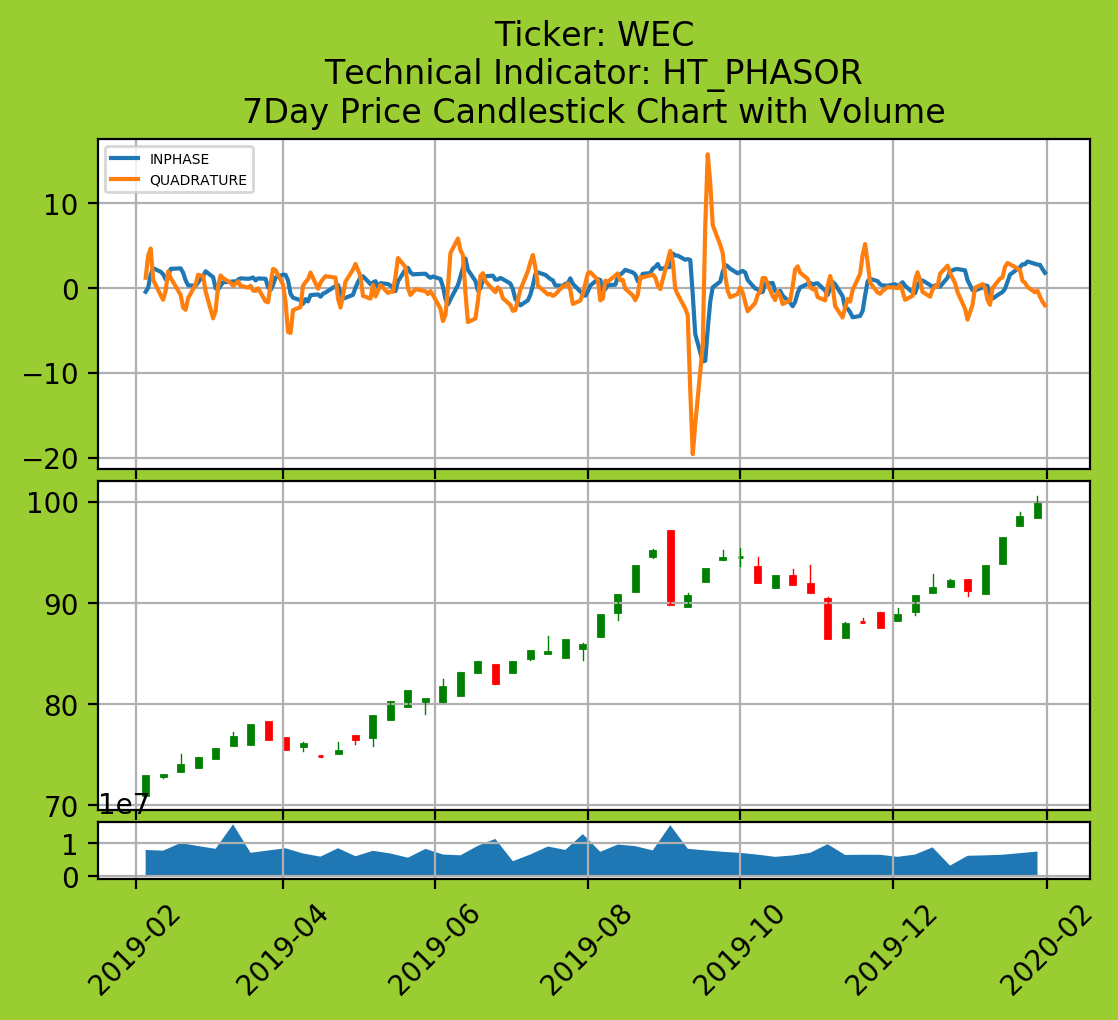 Ticker: WEC
Technical Indicator: HT_PHASOR
7Day Price Candlestick Chart with Volume
INPHASE
QUADRATURE
10
0
−10
−20
100
90
80
70
1e7
1
0
2019-02
2019-04
2019-06
2019-08
2019-10
2019-12
2020-02